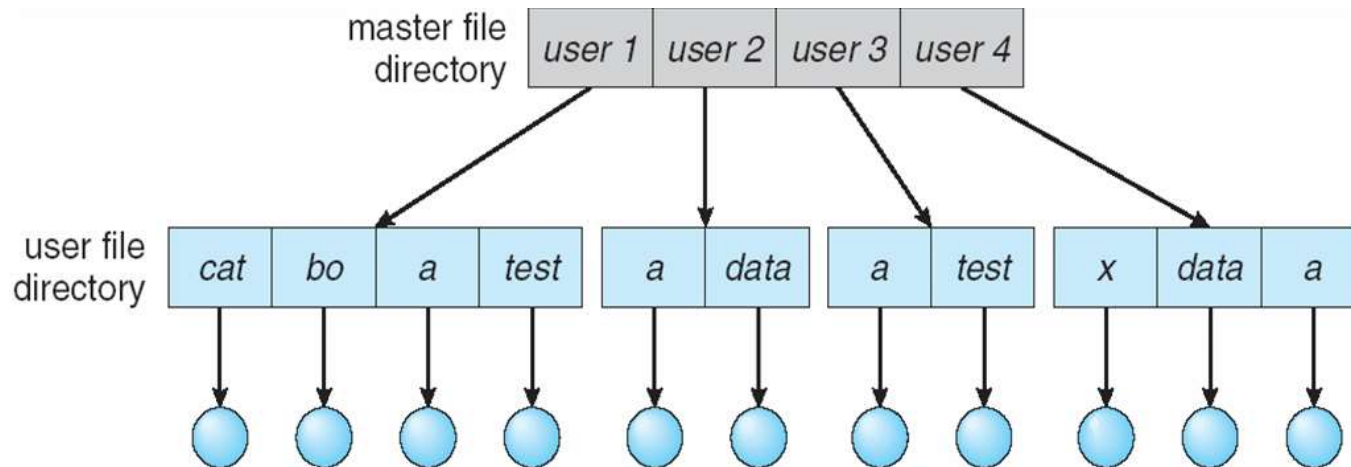 master file
directory
user 1 user 2 user 3 user 4
user file
directory
cat bo a test a data a test x data a